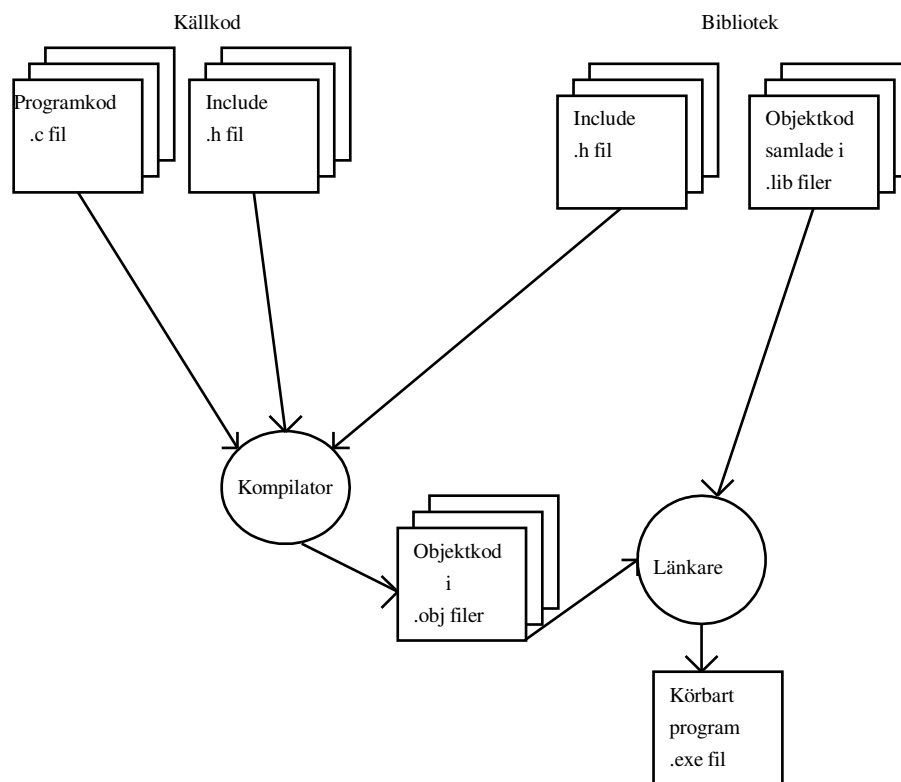 Källkod
Bibliotek
Programkod
.c fil
Include
.h fil
Include
.h fil
Objektkod
samlade i
.lib filer
Kompilator
Objektkod
i
.obj filer
Länkare
Körbart
program
.exe fil